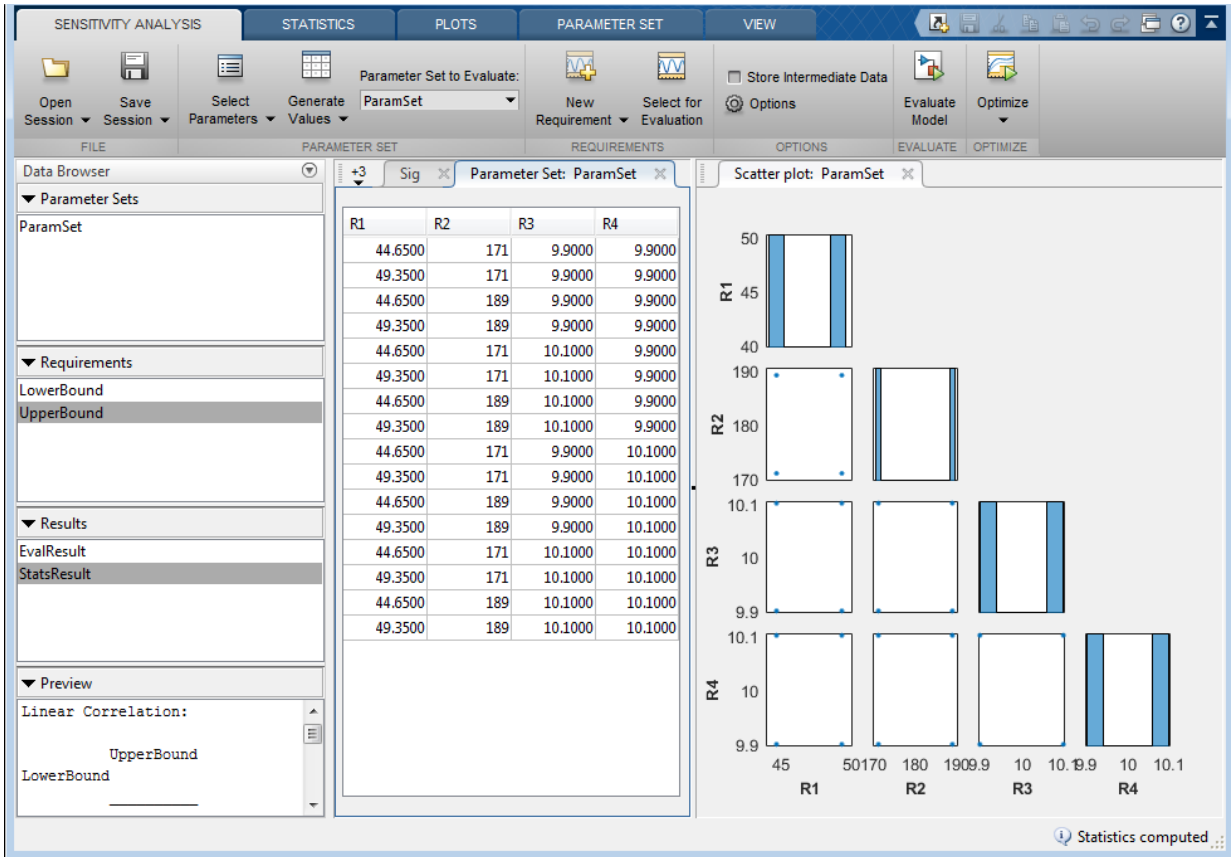 SENSITIVITY ANALYSIS STATISTICS PLOTS PARAMETER SET VIEW
Open Session
Save Session
Select Parameters
Generate Values
Parameter Set to Evaluate:
ParamSet
New Requirement
Select for Evaluation
Store Intermediate Data
Options
Evaluate Model
Optimize
FILE PARAMETER SET REQUIREMENTS OPTIONS EVALUATE OPTIMIZE
Data Browser
Parameter Sets
ParamSet
Requirements
LowerBound
UpperBound
Results
EvalResult
StatsResult
Preview
Linear Correlation:
UpperBound
LowerBound
+3 Sig Parameter Set: ParamSet
R1 R2 R3 R4
44.6500 171 9.9000 9.9000
49.3500 171 9.9000 9.9000
44.6500 189 9.9000 9.9000
49.3500 189 9.9000 9.9000
44.6500 171 10.1000 9.9000
49.3500 171 10.1000 9.9000
44.6500 189 10.1000 9.9000
49.3500 189 10.1000 9.9000
44.6500 171 9.9000 10.1000
49.3500 171 9.9000 10.1000
44.6500 189 9.9000 10.1000
49.3500 189 9.9000 10.1000
44.6500 171 10.1000 10.1000
49.3500 171 10.1000 10.1000
44.6500 189 10.1000 10.1000
49.3500 189 10.1000 10.1000
Scatter plot: ParamSet
50
R1 45
40
190
R2 180
170
10.1
R3 10
9.9
10.1
R4 10
9.9
45 50 170 180 190 9.9 10 10.1 9.9 10 10.1
R1 R2 R3 R4
Statistics computed